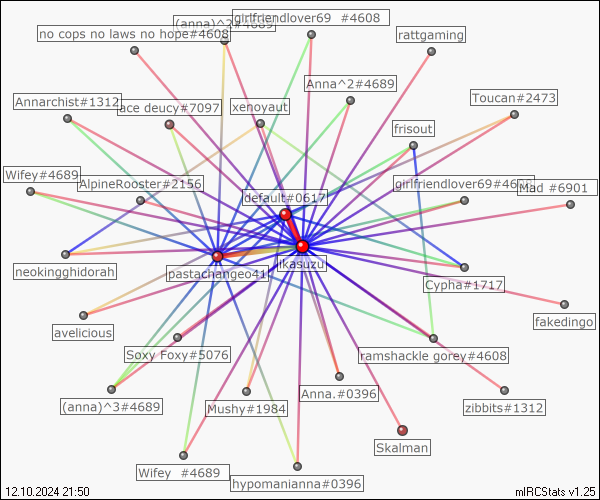 (anna)^2#4689
girlfriendlover69 #4608
no cops no laws no hope#4608
rattgaming
Anna^2#4689
Toucan#2473
Annarchist#1312
ace deucy#7097
xenoyaut
frisout
Wifey#4689
AlpineRooster#2156
default#0617
girlfriendlover69#4608
Mad #6901
ikasuzu
neokingghidorah
pastachangeo41
Cypha#1717
avelicious
fakedingo
Soxy Foxy#5076
ramshackle gorey#4608
(anna)^3#4689
Mushy#1984
Anna.#0396
zibbits#1312
Skalman
Wifey #4689
hypomanianna#0396
12.10.2024 21:50
mIRCStats v1.25